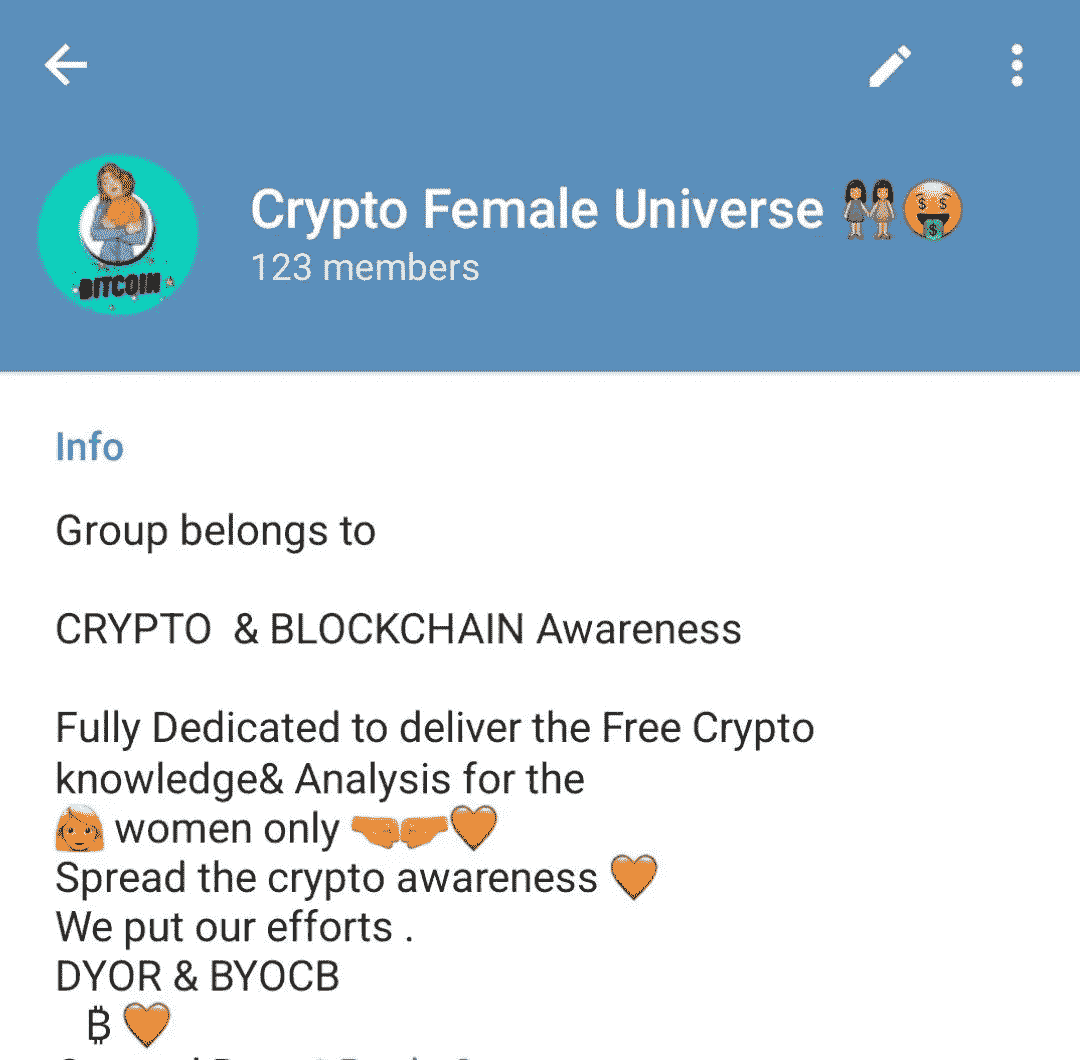 Crypto Female Universe 👭🤑
123 members
BITCOIN
Info
Group belongs to
CRYPTO & BLOCKCHAIN Awareness
Fully Dedicated to deliver the Free Crypto
knowledge& Analysis for the
👩 women only 🤜🤛🧡
Spread the crypto awareness 🧡
We put our efforts .
DYOR & BYOCB
₿ 🧡